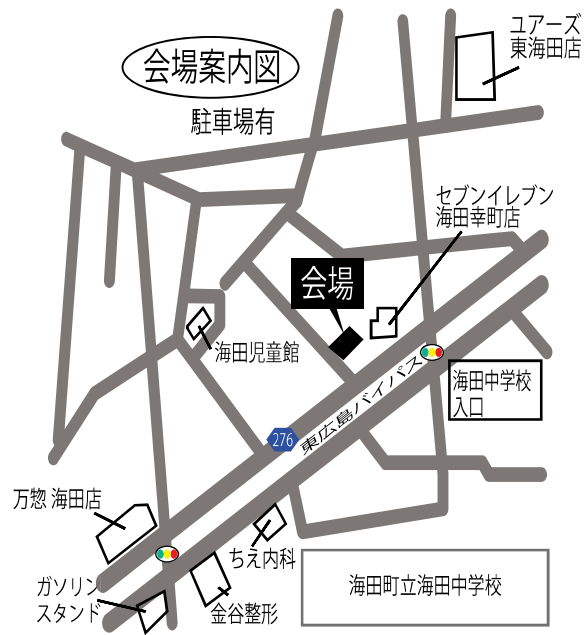 ユアーズ
東海田店
会場案内図
駐車場有
セブンイレブン
海田幸町店
会場
海田児童館
海田中学校
入口
東広島バイパス
276
万惣 海田店
ちえ内科
ガソリン
スタンド
金谷整形
海田町立海田中学校